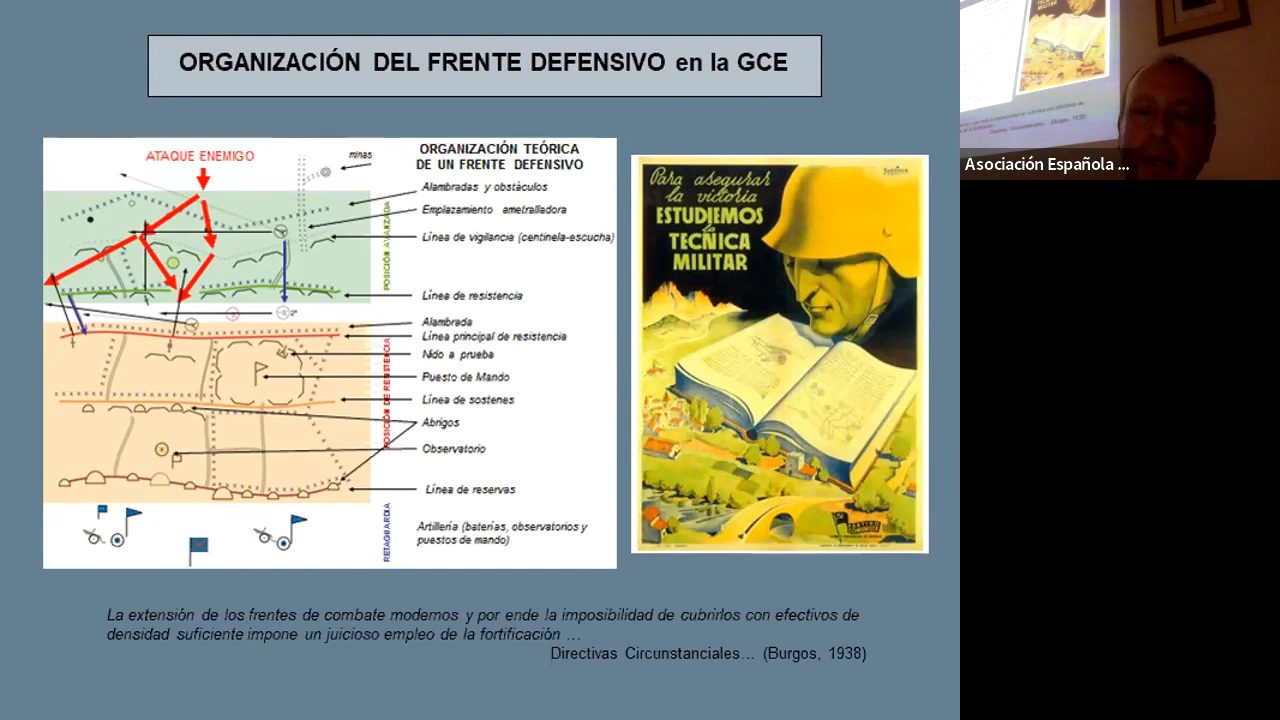 ORGANIZACIÓN DEL FRENTE DEFENSIVO en la GCE
ORGANIZACIÓN TEÓRICA
DE UN FRENTE DEFENSIVO
ATAQUE ENEMIGO
minas
Alambradas y obstáculos
Emplazamiento ametralladora
Línea de vigilancia (centinela-escucha)
POSICIÓN AVANZADA
Línea de resistencia
Alambrada
Línea principal de resistencia
Nido a prueba
Puesto de Mando
POSICIÓN DE RESISTENCIA
Línea de sostenes
Abrigos
Observatorio
Línea de reservas
RETAGUARDIA
Artillería (baterías, observatorios y
puestos de mando)
Para asegurar
la victoria
ESTUDIEMOS
la
TECNICA
MILITAR
PARTIDO
COMUNISTA
La extensión de los frentes de combate modernos y por ende la imposibilidad de cubrirlos con efectivos de
densidad suficiente impone un juicioso empleo de la fortificación …
Directivas Circunstanciales… (Burgos, 1938)
Asociación Española ...